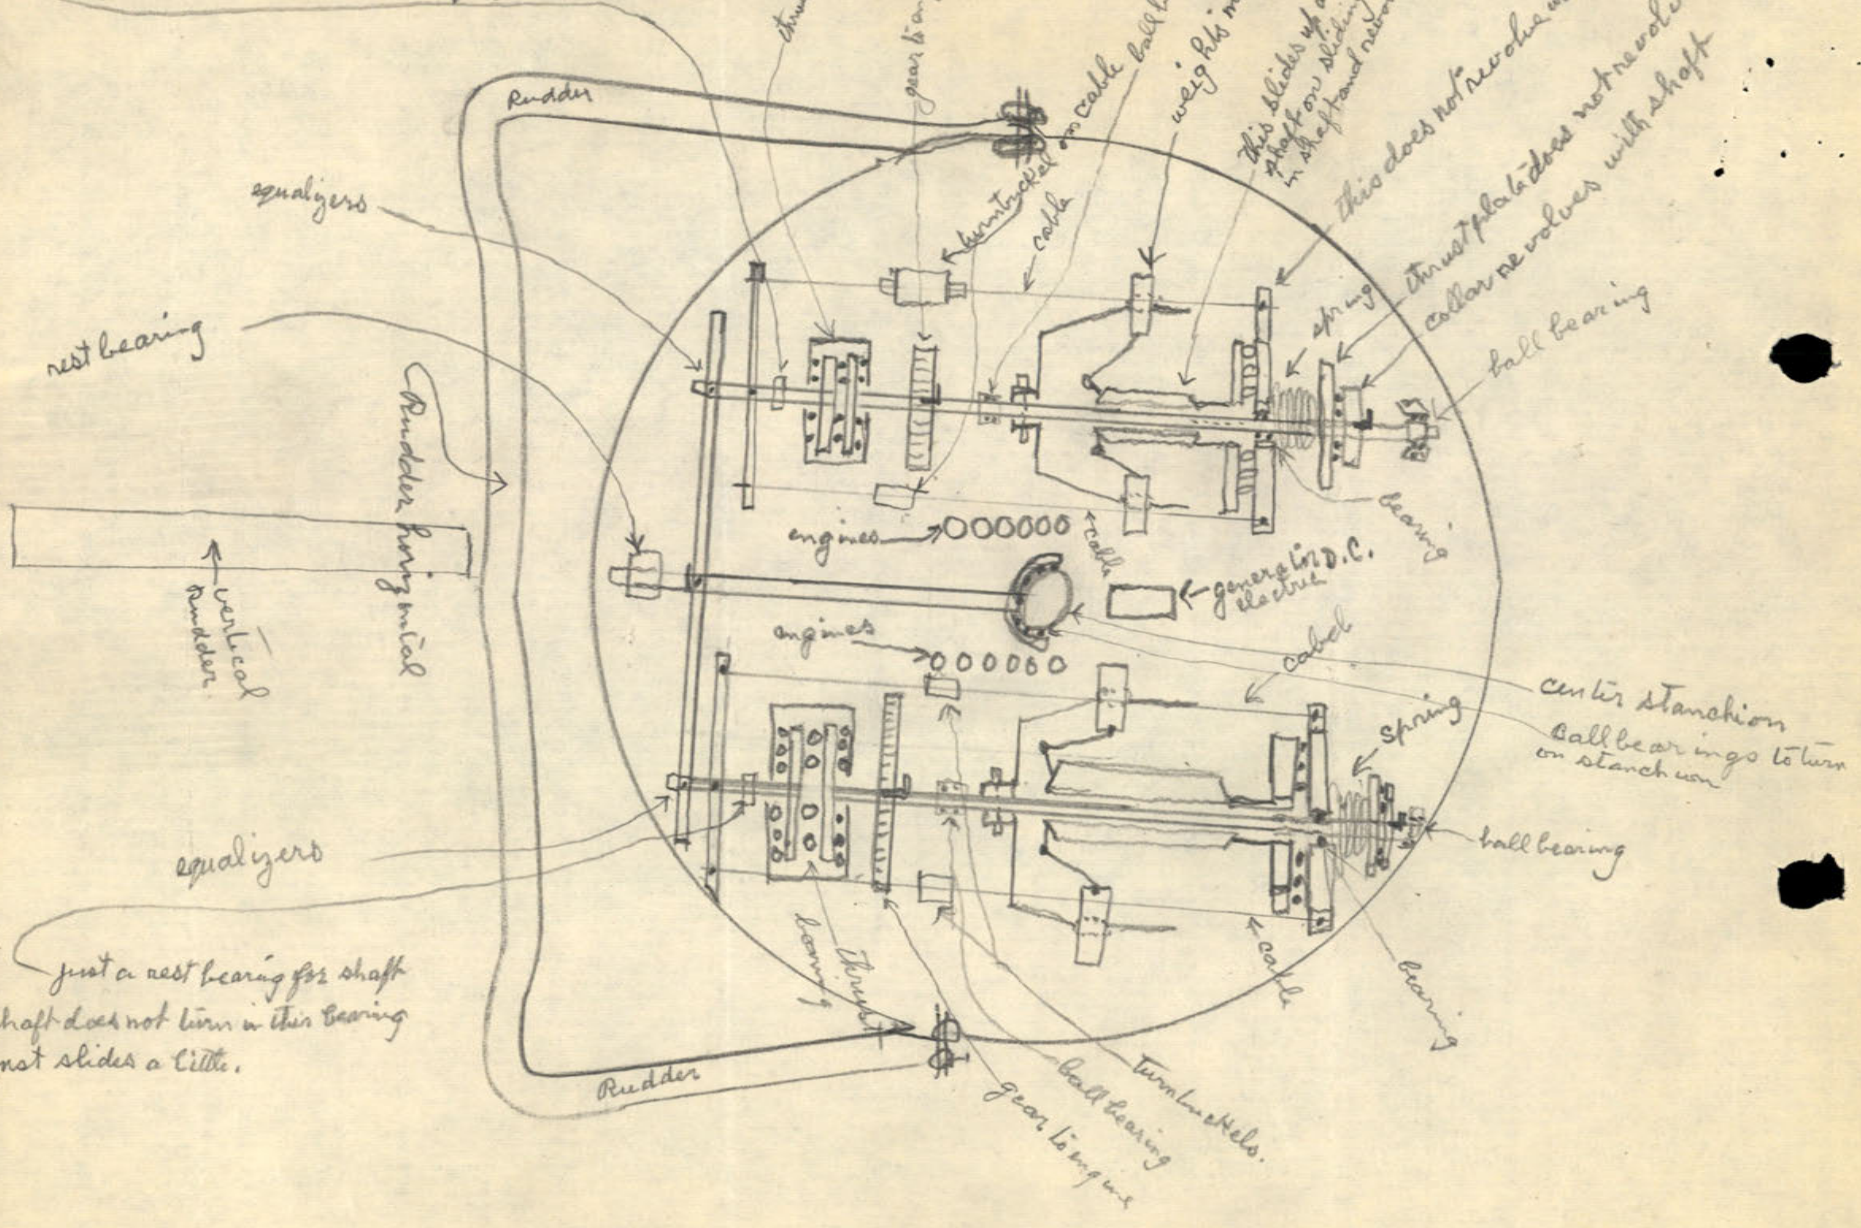 Rudder
equalizers
rest bearing
Rudder horizontal
vertical
Rudder
gear to en
turnbuckel on cable
ball b
cable
weights
this slides up
shaft on sliding
in shaft and revo
this does not revolve
thrust plate does not revol
collar revolves with shaft
spring
ball bearing
bearing
engines
cable
generator D.C.
electric
engines
cabel
center stanchion
ball bearings to turn
on stanchion
spring
ball bearing
equalizers
just a rest bearing for shaft
haft does not turn in this bearing
not slides a little.
thrust
bearing
cable
Rudder
turnbuckels.
ball bearing
gear to engine